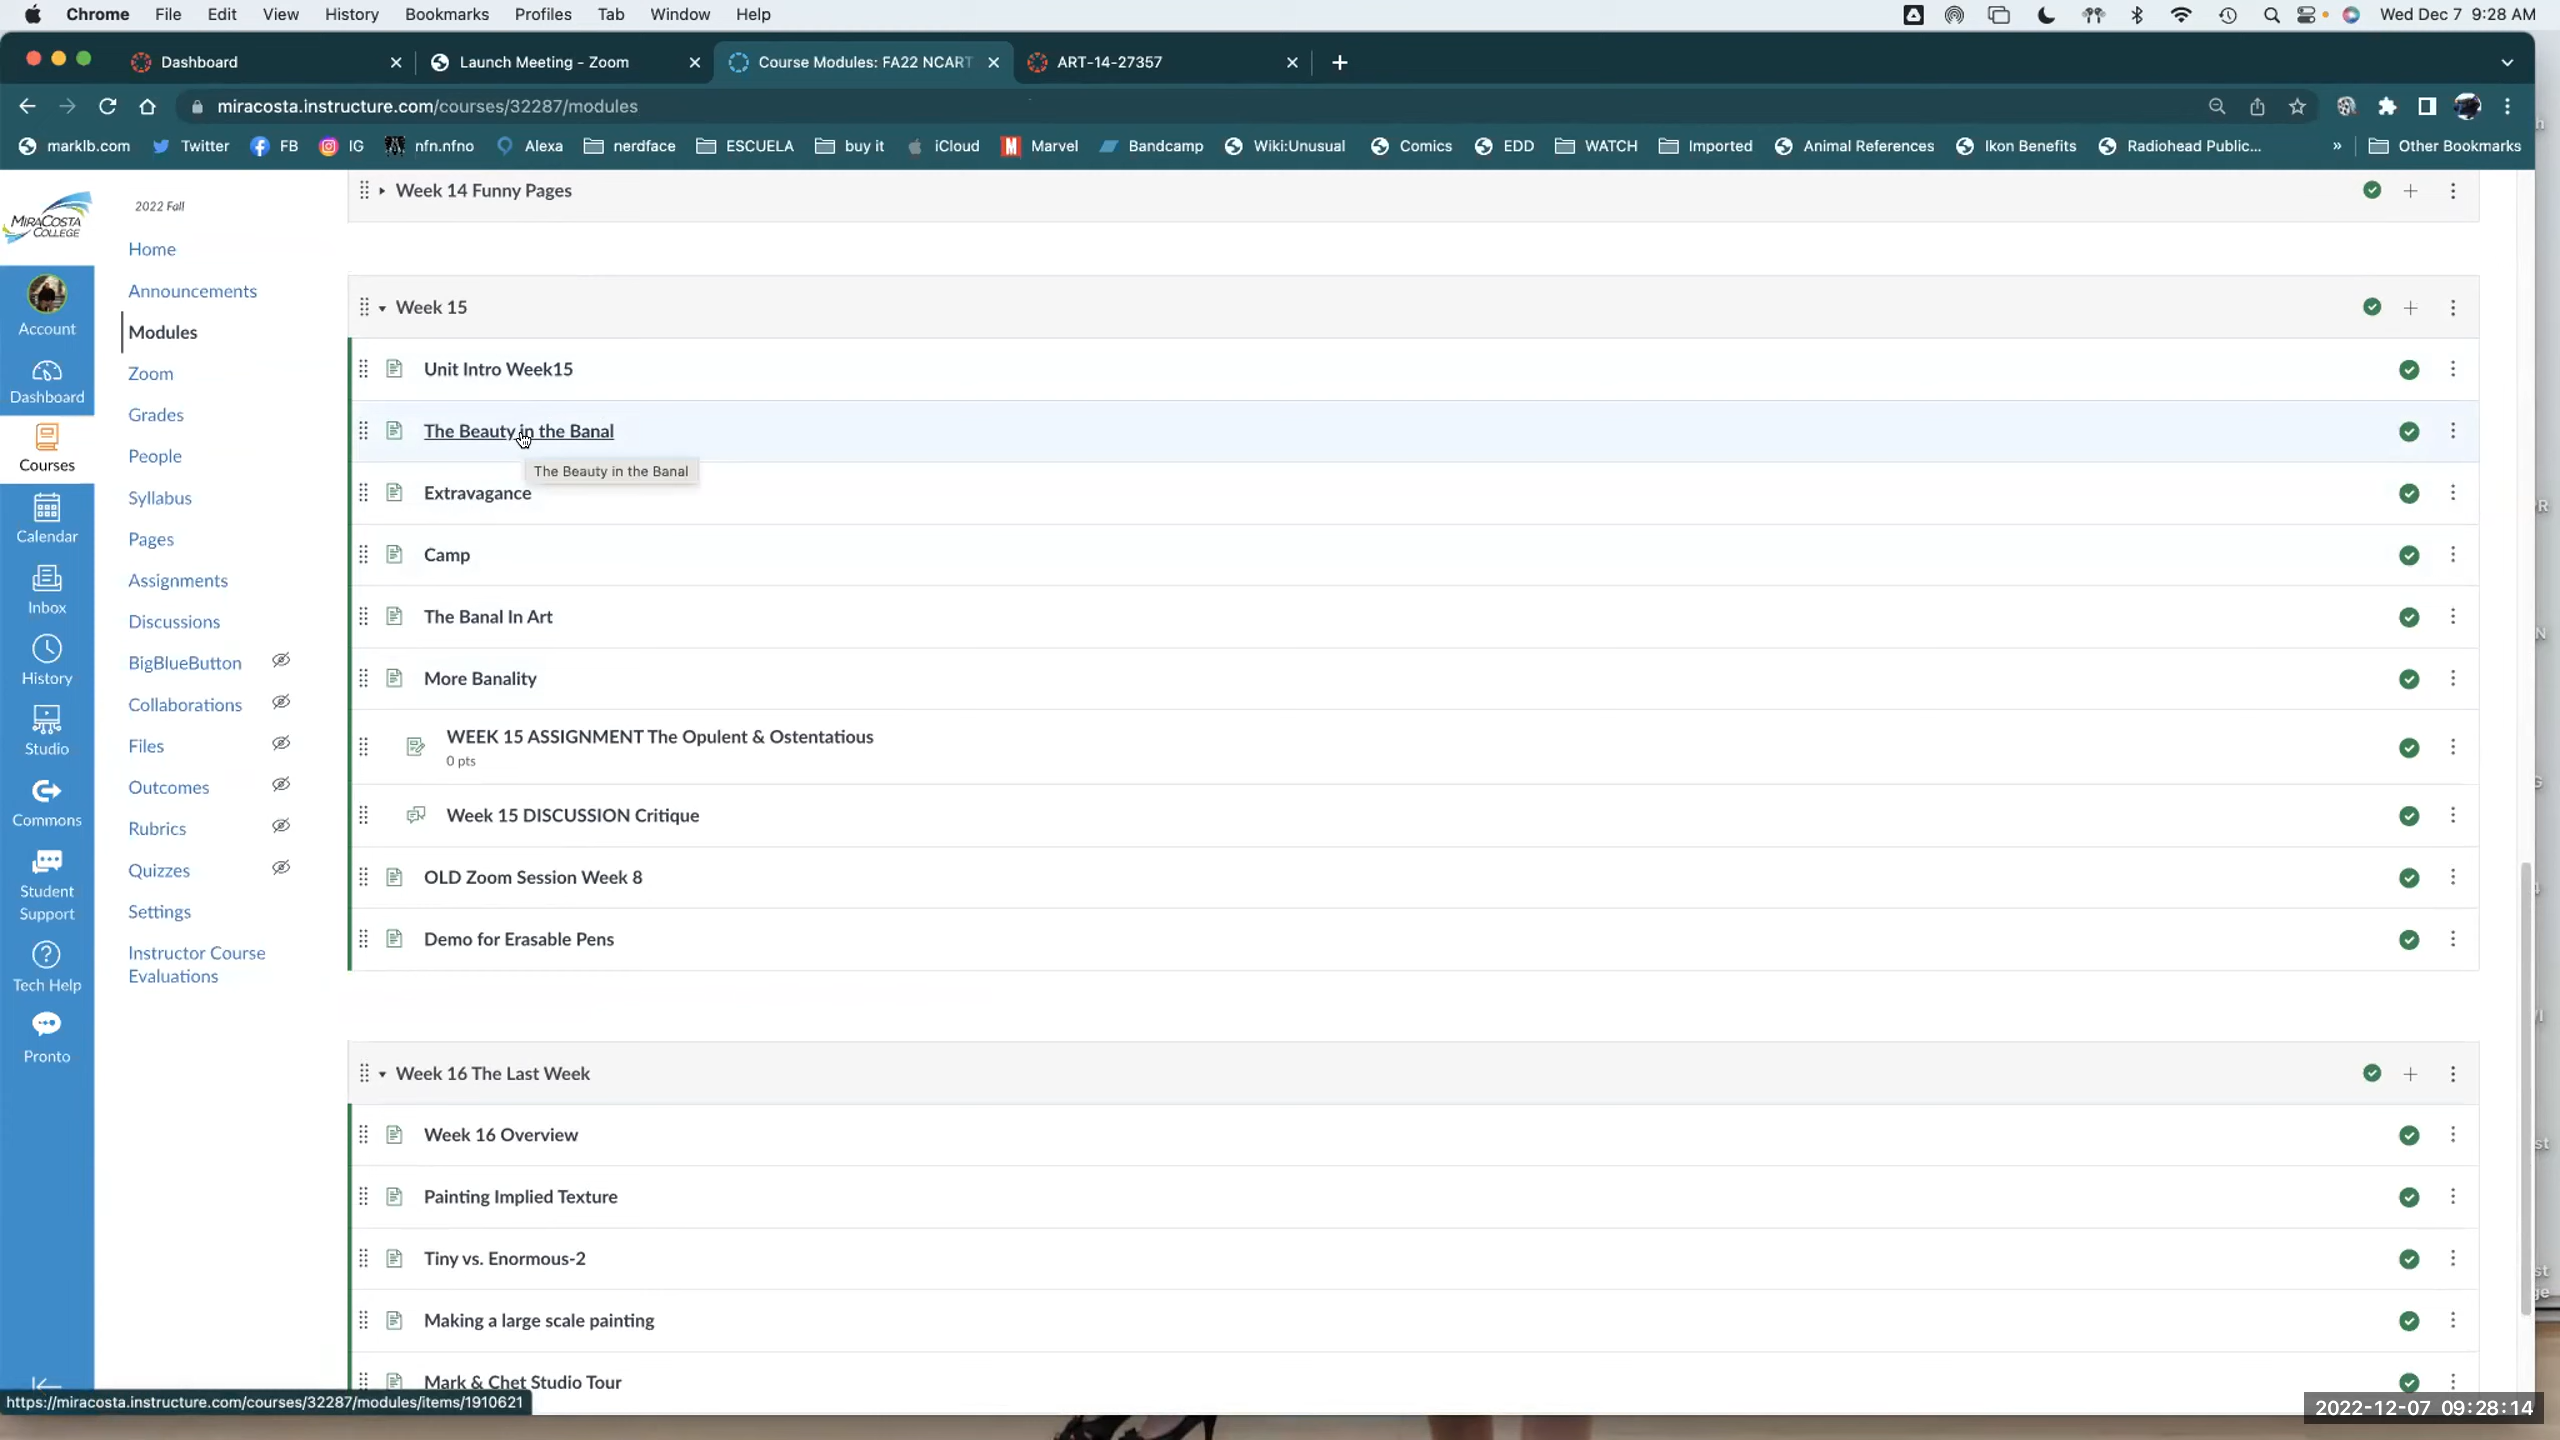 Chrome File Edit View History Bookmarks Profiles Tab Window Help Wed Dec 7 9:28 AM
Dashboard Launch Meeting - Zoom Course Modules: FA22 NCART ART-14-27357
miracosta.instructure.com/courses/32287/modules
marklb.com Twitter FB IG nfn.nfno Alexa nerdface ESCUELA buy it iCloud Marvel Bandcamp Wiki:Unusual Comics EDD WATCH Imported Animal References Ikon Benefits Radiohead Public... » Other Bookmarks
MIRACOSTA COLLEGE
Account
Dashboard
Courses
Calendar
Inbox
History
Studio
Commons
Student Support
Tech Help
Pronto
2022 Fall
Home
Announcements
Modules
Zoom
Grades
People
Syllabus
Pages
Assignments
Discussions
BigBlueButton
Collaborations
Files
Outcomes
Rubrics
Quizzes
Settings
Instructor Course
Evaluations
Week 14 Funny Pages
Week 15
Unit Intro Week15
The Beauty in the Banal
The Beauty in the Banal
Extravagance
Camp
The Banal In Art
More Banality
WEEK 15 ASSIGNMENT The Opulent & Ostentatious
0 pts
Week 15 DISCUSSION Critique
OLD Zoom Session Week 8
Demo for Erasable Pens
Week 16 The Last Week
Week 16 Overview
Painting Implied Texture
Tiny vs. Enormous-2
Making a large scale painting
Mark & Chet Studio Tour
https://miracosta.instructure.com/courses/32287/modules/items/1910621
2022-12-07 09:28:14